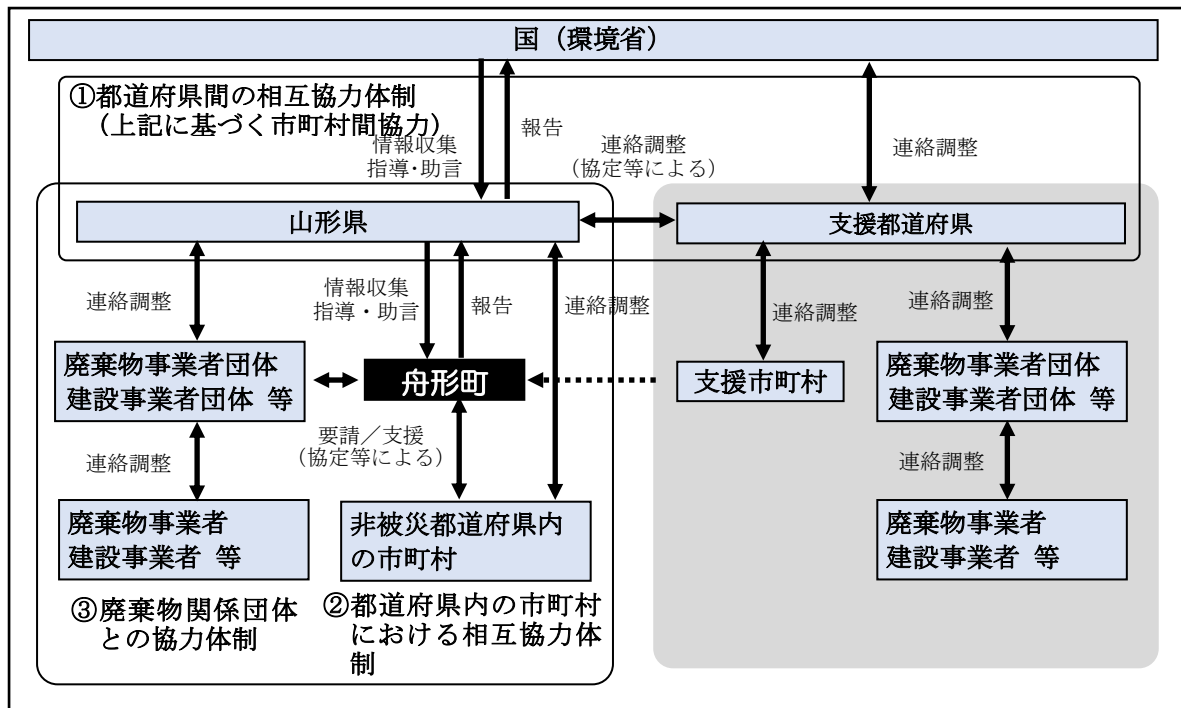 国（環境省）
①都道府県間の相互協力体制
（上記に基づく市町村間協力）
情報収集
指導・助言
報告
連絡調整
（協定等による）
連絡調整
山形県
支援都道府県
連絡調整
情報収集
指導・助言
報告
連絡調整
連絡調整
連絡調整
廃棄物事業者団体
建設事業者団体 等
舟形町
支援市町村
廃棄物事業者団体
建設事業者団体 等
連絡調整
要請／支援
（協定等による）
連絡調整
廃棄物事業者
建設事業者 等
非被災都道府県内
の市町村
廃棄物事業者
建設事業者 等
③廃棄物関係団体
との協力体制
②都道府県内の市町村
における相互協力体
制